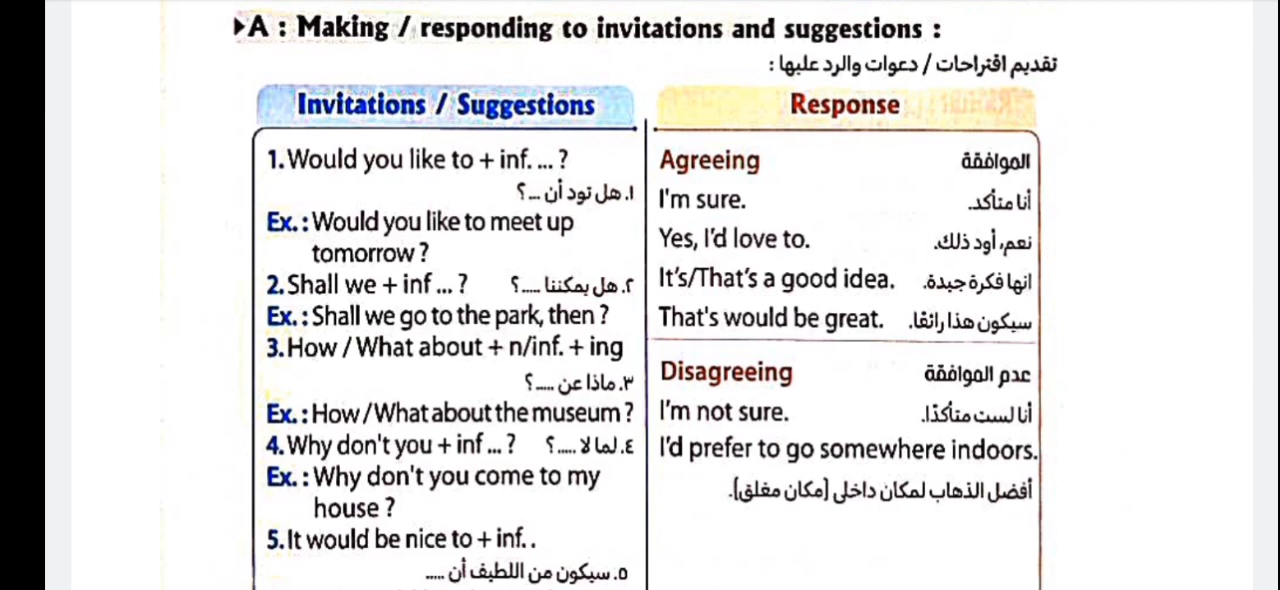 ▸A : Making / responding to invitations and suggestions :
تقديم اقتراحات / دعوات والرد عليها :
Invitations / Suggestions
1. Would you like to + inf. ... ?
١. هل تود أن ...؟
Ex. : Would you like to meet up
tomorrow ?
2. Shall we + inf ... ? ٢. هل يمكننا .....؟
Ex. : Shall we go to the park, then ?
3. How / What about + n/inf. + ing
٣. ماذا عن .....؟
Ex. : How / What about the museum ?
4. Why don't you + inf ... ? ٤. لما لا .....؟
Ex. : Why don't you come to my
house ?
5. It would be nice to + inf. .
٥. سيكون من اللطيف أن .....
Response
Agreeing الموافقة
I'm sure. أنا متأكد.
Yes, I'd love to. نعم، أود ذلك.
It's/That's a good idea. انها فكرة جيدة.
That's would be great. سيكون هذا رائعًا.
Disagreeing عدم الموافقة
I'm not sure. أنا لست متأكدًا.
I'd prefer to go somewhere indoors.
أفضل الذهاب لمكان داخلى (مكان مغلق).